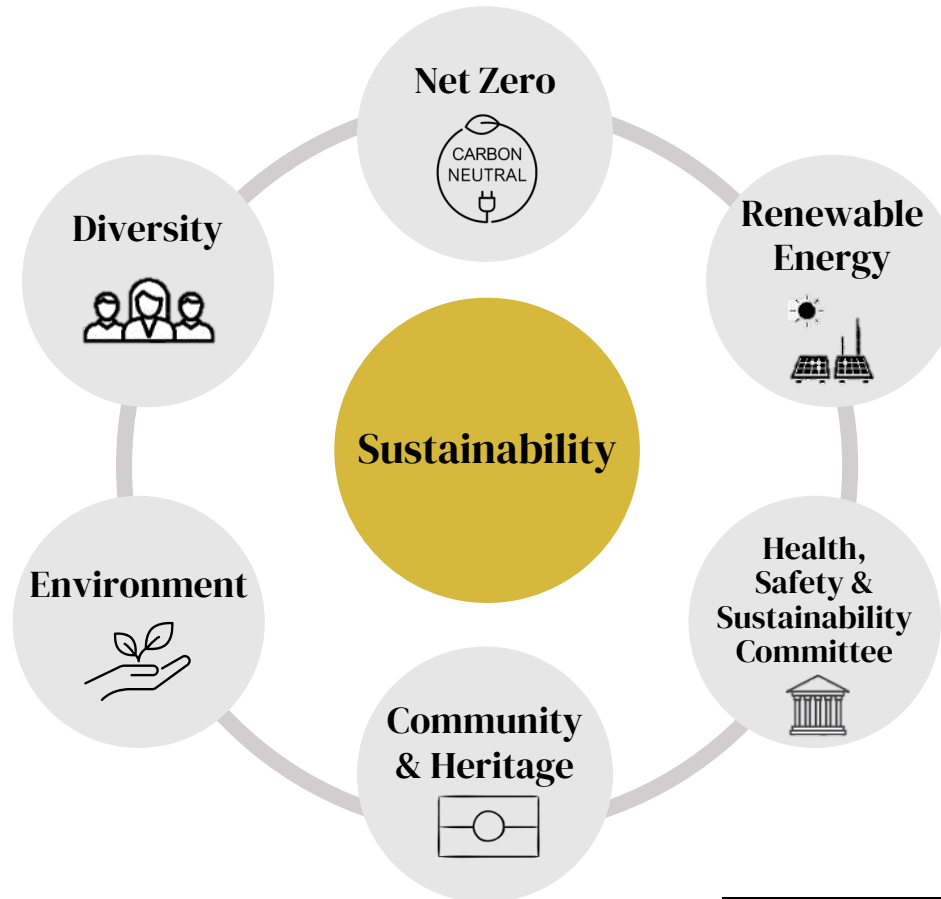 Net Zero
CARBON
NEUTRAL
Diversity
Renewable
Energy
Sustainability
Environment
Health,
Safety &
Sustainability
Committee
Community
& Heritage